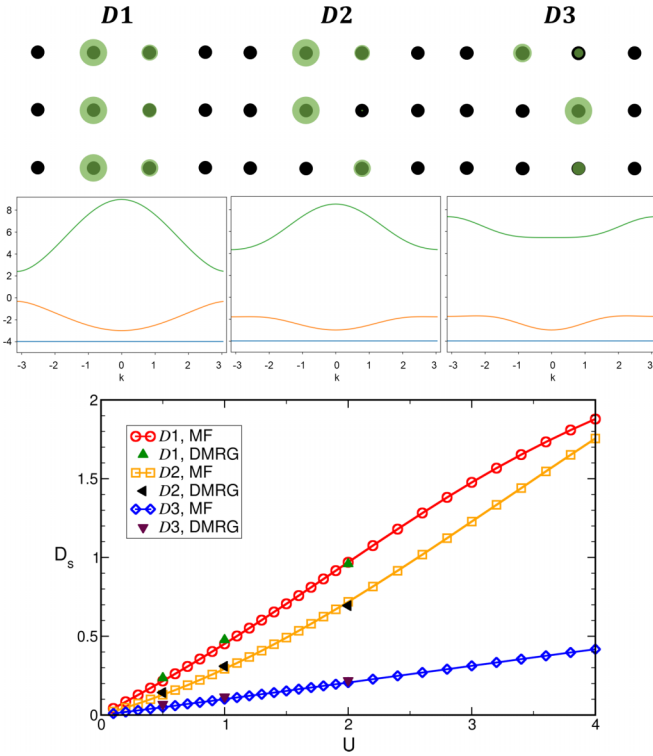 D1 D2 D3
8
6
4
2
0
-2
-4
-3 -2 -1 0 1 2 3 -3 -2 -1 0 1 2 3 -3 -2 -1 0 1 2 3
k k k
2
1.5
1
0.5
0
D1, MF
D1, DMRG
D2, MF
D2, DMRG
D3, MF
D3, DMRG
Ds
0 1 2 3 4
U